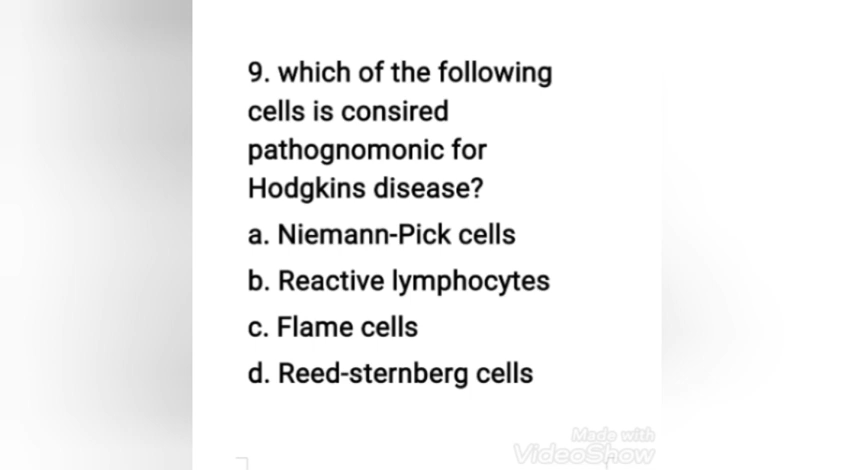 9. which of the following
cells is consired
pathognomonic for
Hodgkins disease?
a. Niemann-Pick cells
b. Reactive lymphocytes
c. Flame cells
d. Reed-sternberg cells
Made with
VideoShow